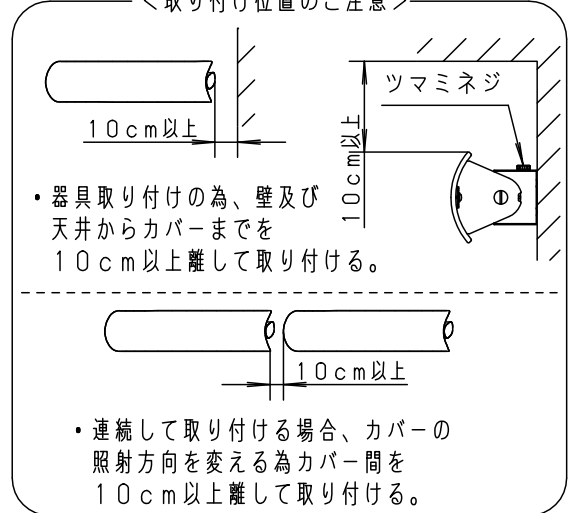 <取り付け位置のご注意>
ツマミネジ
10cm以上
10cm以上
・器具取り付けの為、壁及び
天井からカバーまでを
10cm以上離して取り付ける。
10cm以上
・連続して取り付ける場合、カバーの
照射方向を変える為カバー間を
10cm以上離して取り付ける。